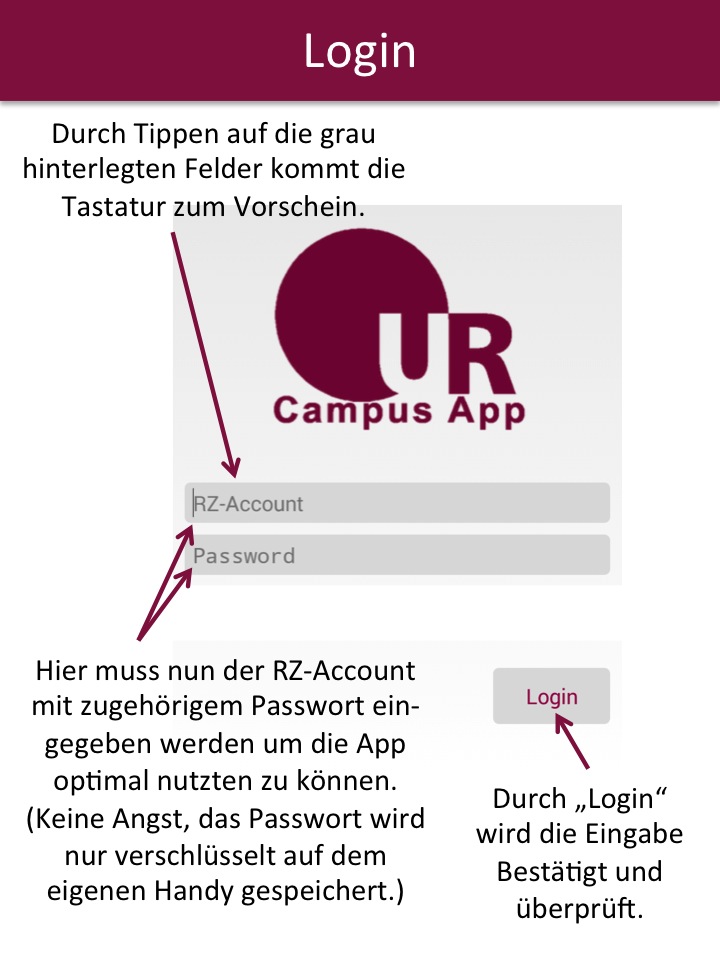 Login
Durch Tippen auf die grau
hinterlegten Felder kommt die
Tastatur zum Vorschein.
UR
Campus App
RZ-Account
Password
Hier muss nun der RZ-Account
mit zugehörigem Passwort ein-
gegeben werden um die App
optimal nutzten zu können.
(Keine Angst, das Passwort wird
nur verschlüsselt auf dem
eigenen Handy gespeichert.)
Login
Durch „Login“
wird die Eingabe
Bestätigt und
überprüft.